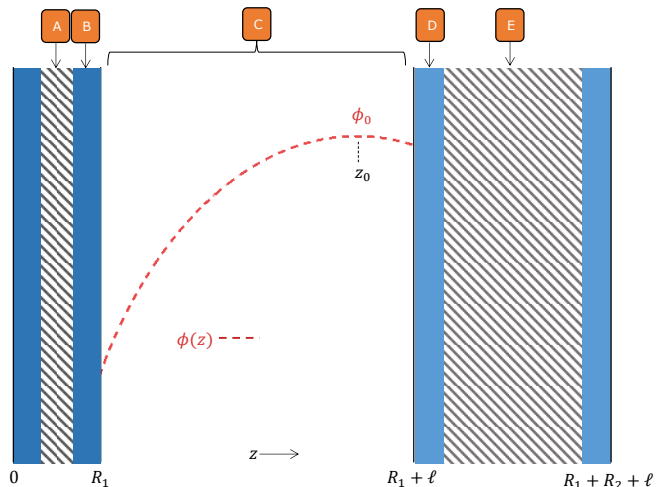 A
B
C
D
E
ϕ₀
z₀
ϕ(z)
z
0
R₁
R₁ + ℓ
R₁ + R₂ + ℓ